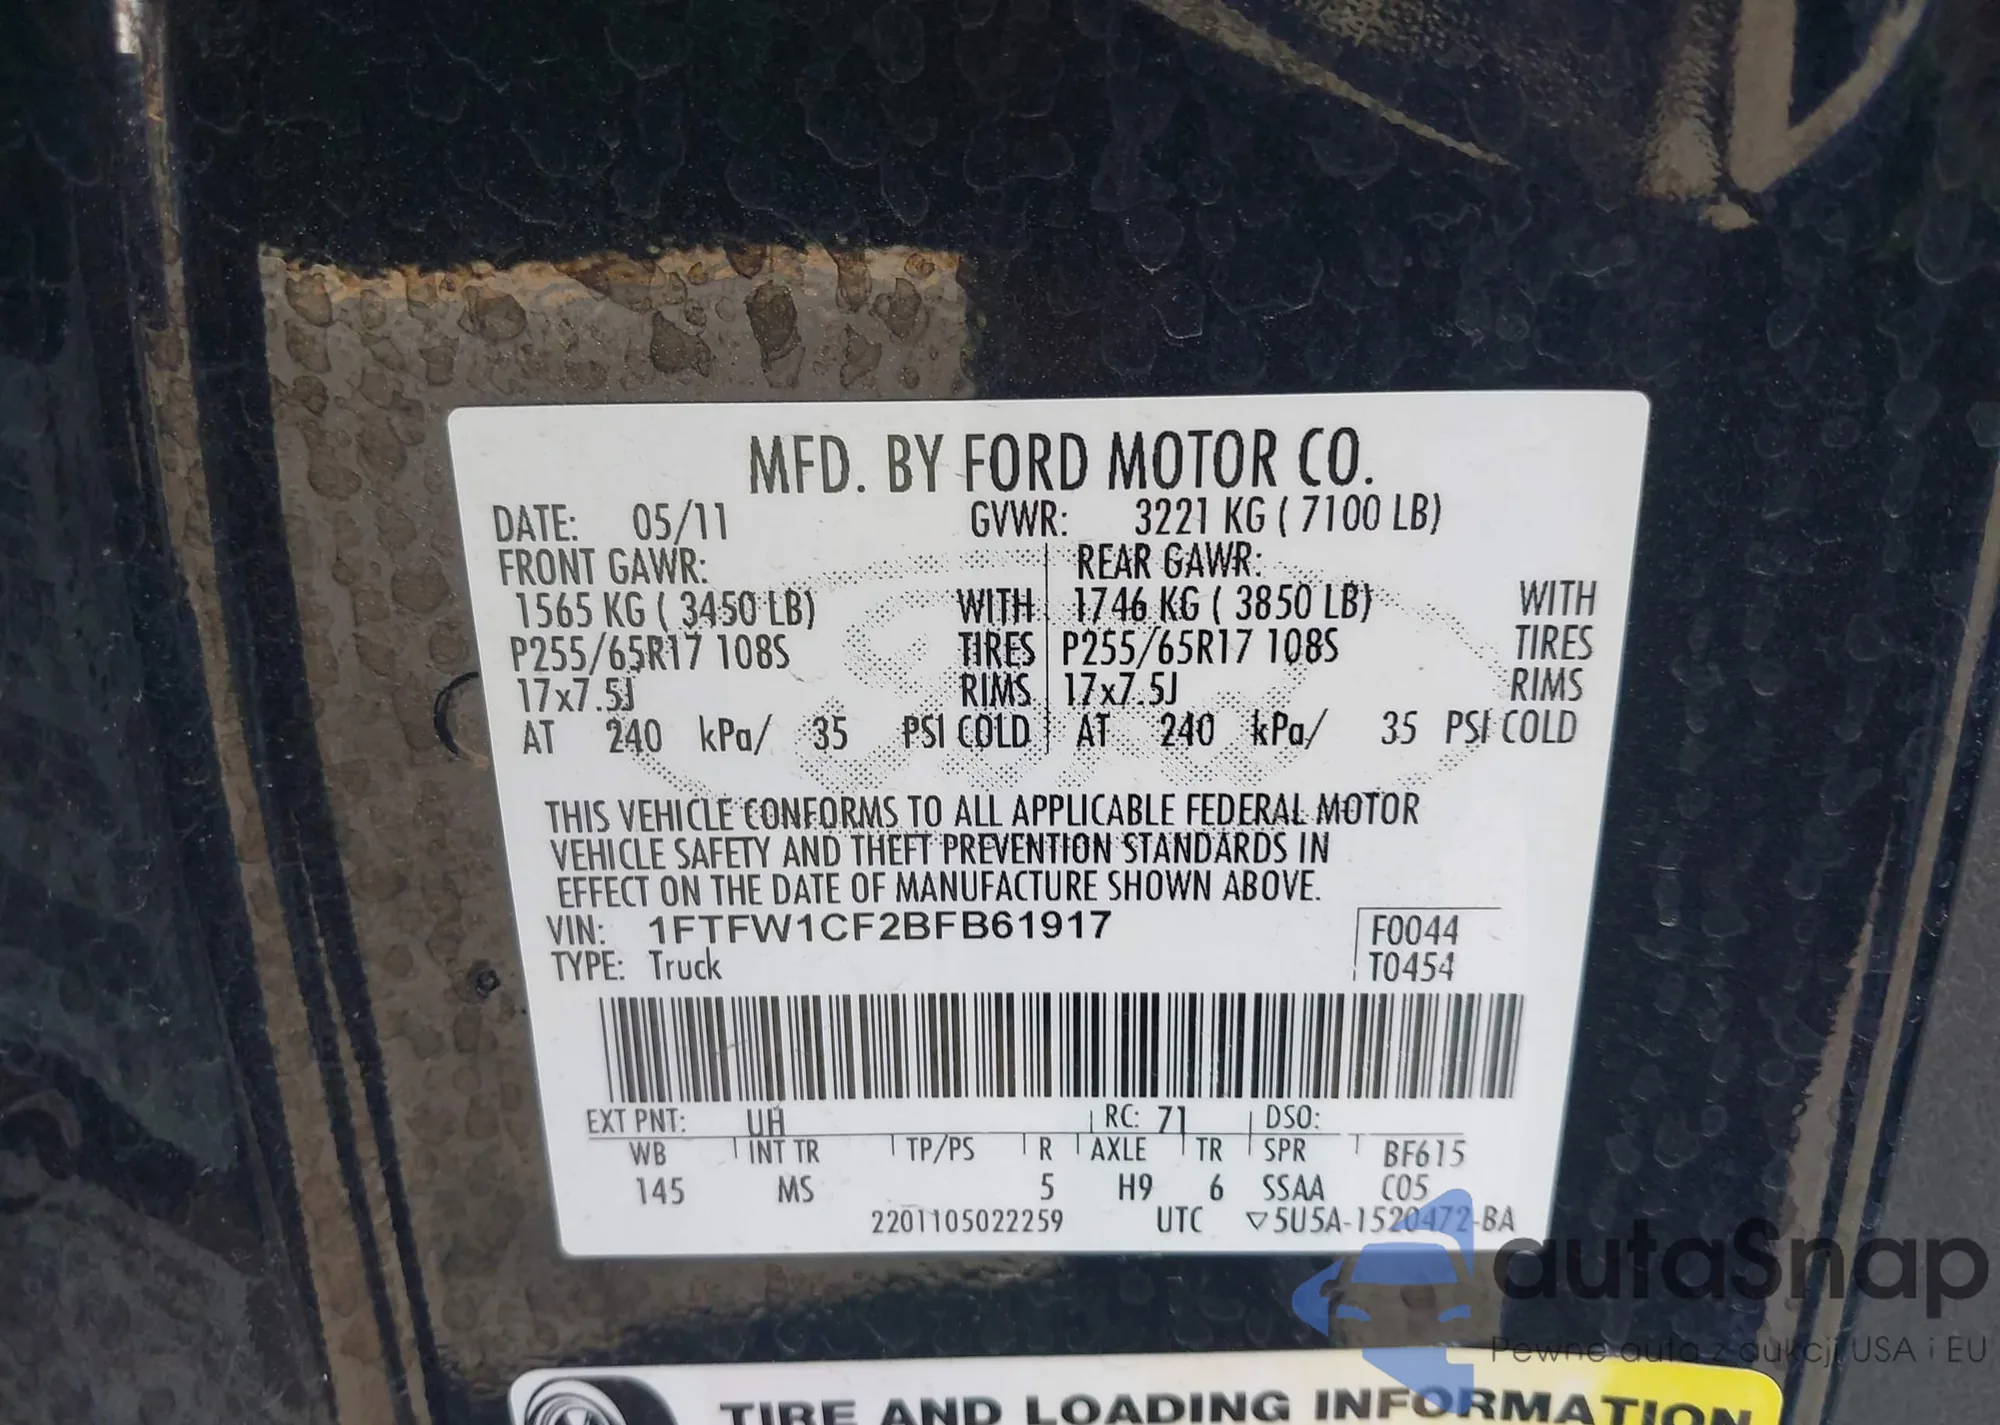 MFD. BY FORD MOTOR CO.
DATE: 05/11 GVWR: 3221 KG ( 7100 LB)
FRONT GAWR: REAR GAWR:
1565 KG ( 3450 LB) WITH 1746 KG ( 3850 LB) WITH
P255/65R17 108S TIRES P255/65R17 108S TIRES
17x7.5J RIMS 17x7.5J RIMS
AT 240 kPa/ 35 PSI COLD AT 240 kPa/ 35 PSI COLD
THIS VEHICLE CONFORMS TO ALL APPLICABLE FEDERAL MOTOR
VEHICLE SAFETY AND THEFT PREVENTION STANDARDS IN
EFFECT ON THE DATE OF MANUFACTURE SHOWN ABOVE.
VIN: 1FTFW1CF2BFB61917 F0044
TYPE: Truck T0454
EXT PNT: UH RC: 71 DSO:
WB INT TR TP/PS R AXLE TR SPR BF615
145 MS 5 H9 6 SSAA C05
2201105022259 UTC ▽5U5A-1520472-BA
autaSnap
Pewne auta z aukcji USA i EU
TIRE AND LOADING INFORMATION